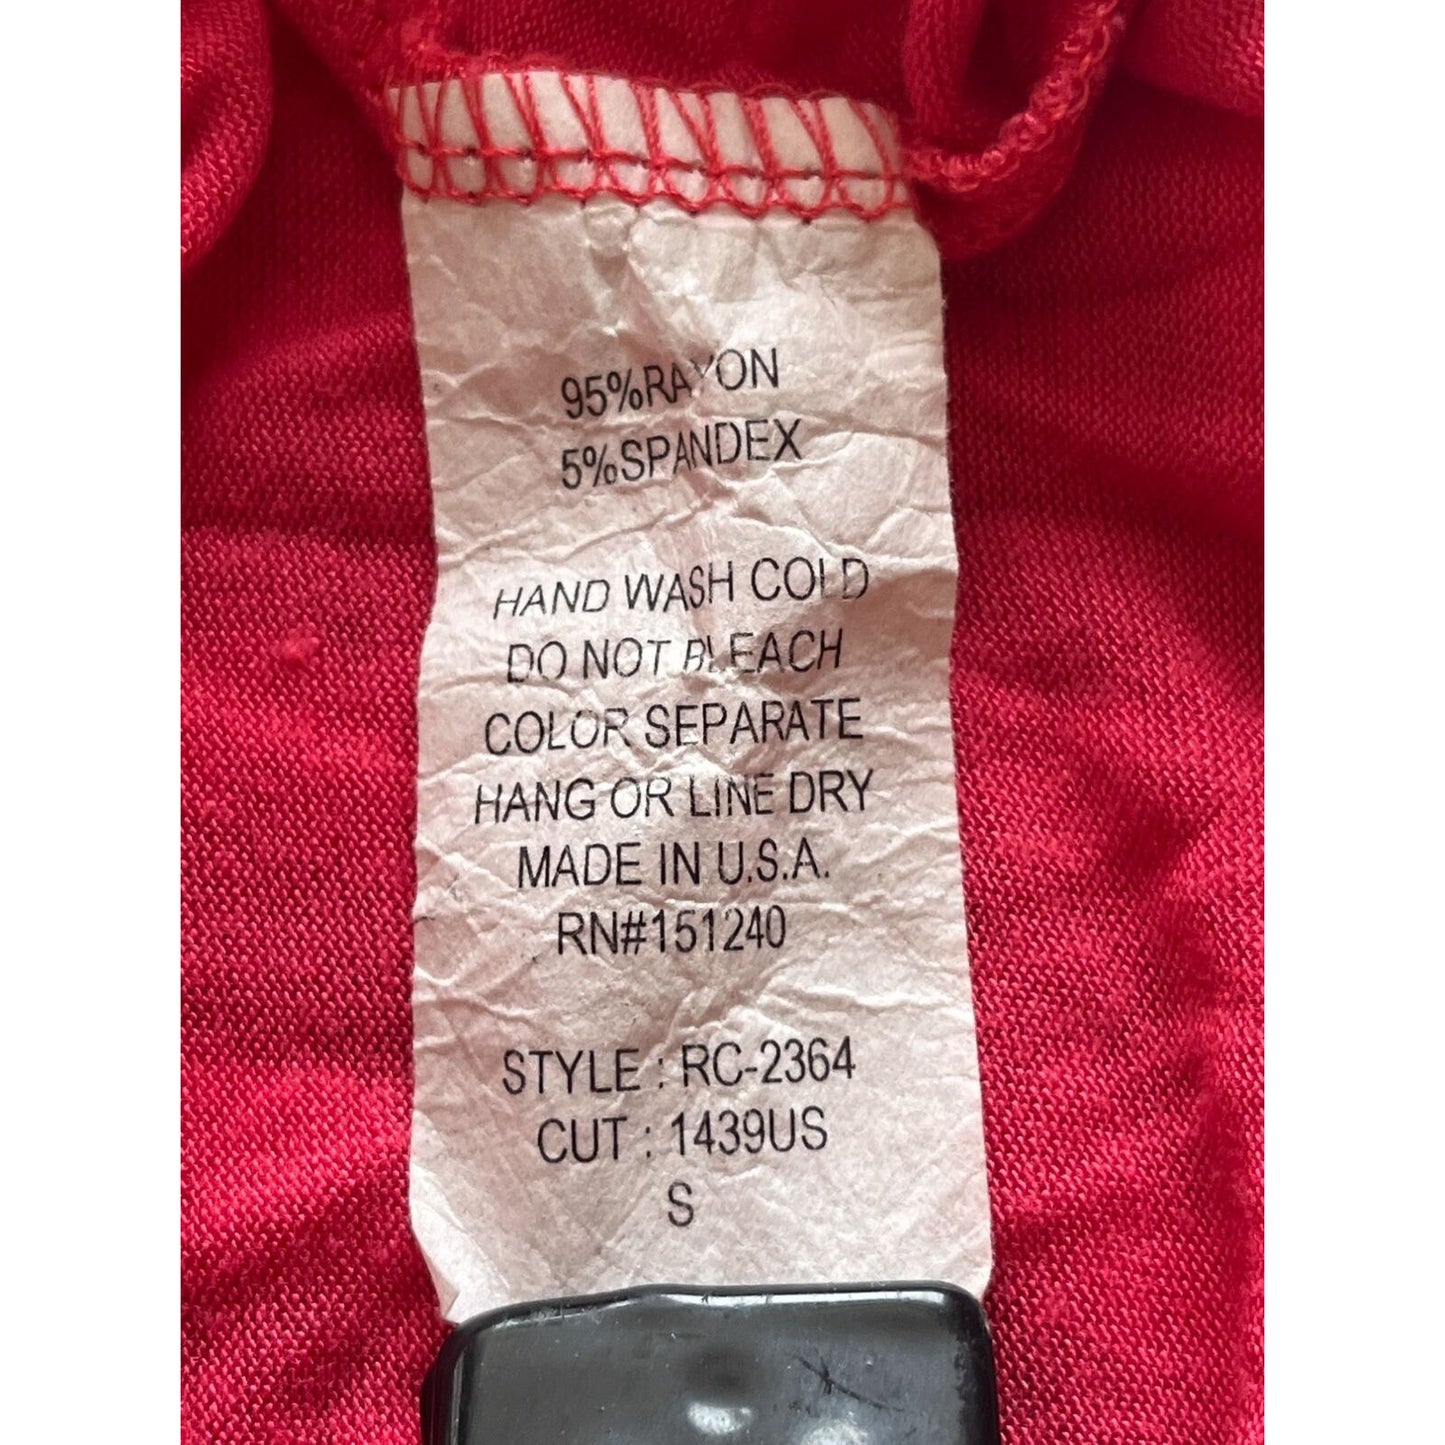 95%RAYON
5%SPANDEX
HAND WASH COLD
DO NOT BLEACH
COLOR SEPARATE
HANG OR LINE DRY
MADE IN U.S.A.
RN#151240
STYLE : RC-2364
CUT : 1439US
S